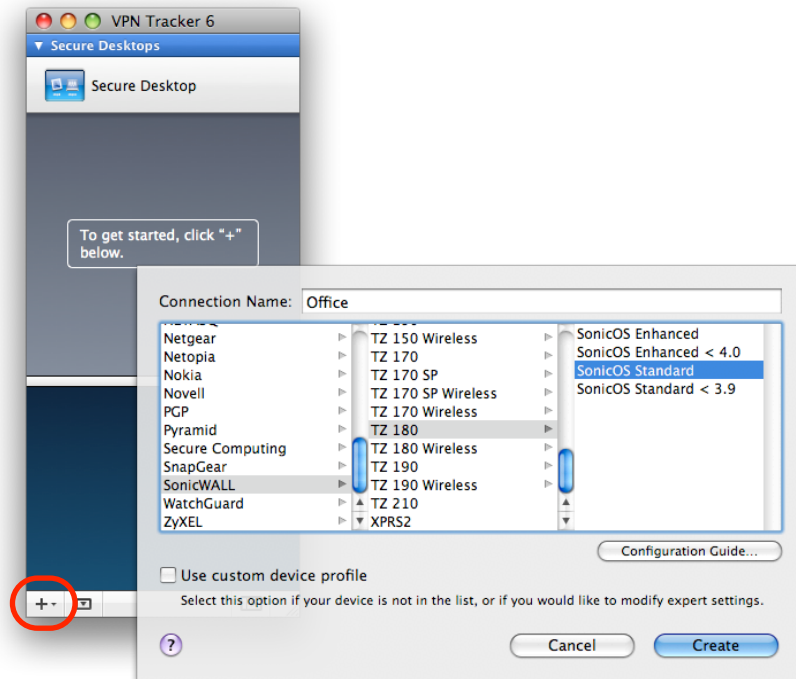 VPN Tracker 6
Secure Desktops
Secure Desktop
To get started, click “+”
below.
Connection Name: Office
Netgear
Netopia
Nokia
Novell
PGP
Pyramid
Secure Computing
SnapGear
SonicWALL
WatchGuard
ZyXEL
TZ 150 Wireless
TZ 170
TZ 170 SP
TZ 170 SP Wireless
TZ 170 Wireless
TZ 180
TZ 180 Wireless
TZ 190
TZ 190 Wireless
TZ 210
XPRS2
SonicOS Enhanced
SonicOS Enhanced < 4.0
SonicOS Standard
SonicOS Standard < 3.9
Configuration Guide...
Use custom device profile
Select this option if your device is not in the list, or if you would like to modify expert settings.
?
Cancel
Create